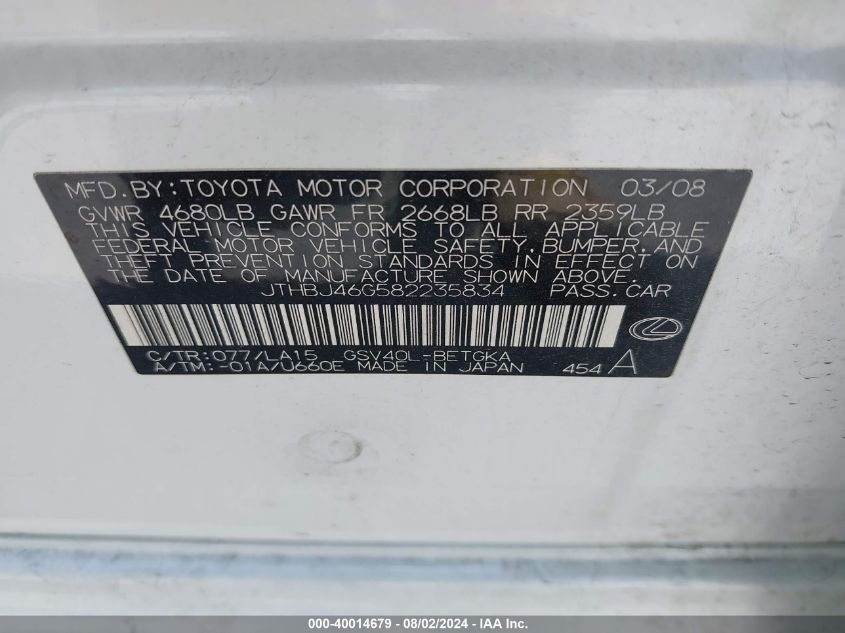 MFD.BY:TOYOTA MOTOR CORPORATION 03/08
GVWR 4680LB GAWR FR 2668LB RR 2359LB
THIS VEHICLE CONFORMS TO ALL APPLICABLE
FEDERAL MOTOR VEHICLE SAFETY,BUMPER,AND
THEFT PREVENTION STANDARDS IN EFFECT ON
THE DATE OF MANUFACTURE SHOWN ABOVE.
JTHBJ46G582235834 PASS.CAR
C/TR:077/LA15 GSV40L-BETGKA
A/TM:-01A/U660E MADE IN JAPAN 454 A
000-40014679 - 08/02/2024 - IAA Inc.